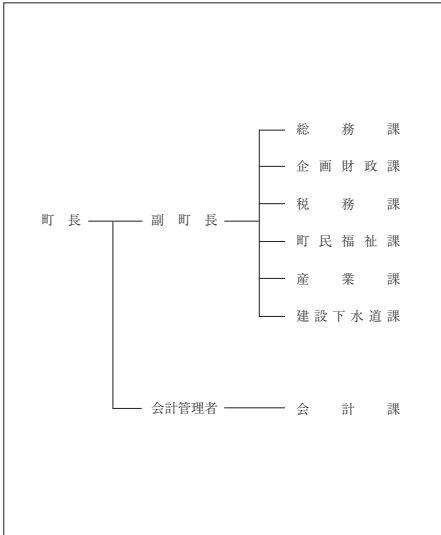 総務課
企画財政課
税務課
町長 副町長
町民福祉課
産業課
建設下水道課
会計管理者 会計課